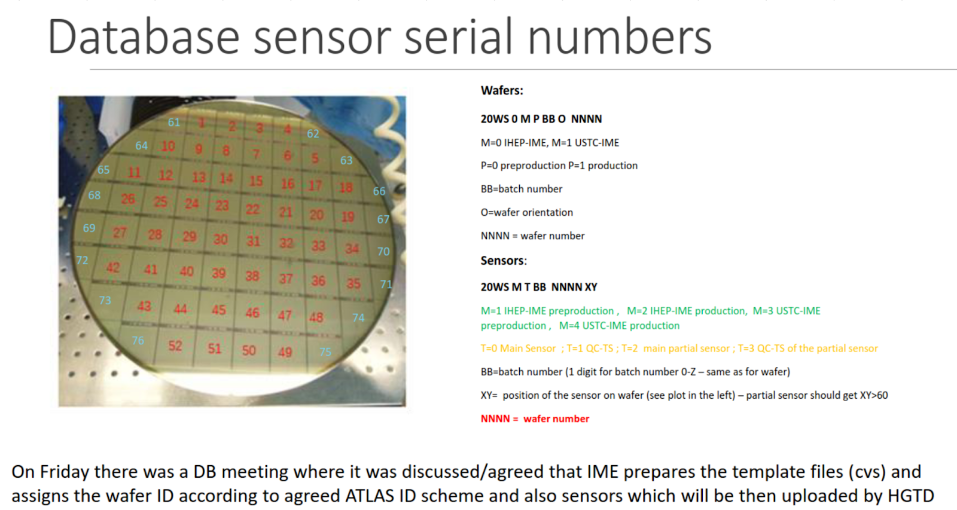 Database sensor serial numbers
61 1 2 3 4 62
64 10 9 8 7 6 5 63
65 11 12 13 14 15 16 17 18 66
68 26 25 24 23 22 21 20 19 67
69 27 28 29 30 31 32 33 34 70
72 42 41 40 39 38 37 36 35 71
73 43 44 45 46 47 48 74
76 52 51 50 49 75
Wafers:
20WS 0 M P BB O NNNN
M=0 IHEP-IME, M=1 USTC-IME
P=0 preproduction P=1 production
BB=batch number
O=wafer orientation
NNNN = wafer number
Sensors:
20WS M T BB NNNN XY
M=1 IHEP-IME preproduction , M=2 IHEP-IME production, M=3 USTC-IME
preproduction , M=4 USTC-IME production
T=0 Main Sensor ; T=1 QC-TS ; T=2 main partial sensor ; T=3 QC-TS of the partial sensor
BB=batch number (1 digit for batch number 0-Z – same as for wafer)
XY= position of the sensor on wafer (see plot in the left) – partial sensor should get XY>60
NNNN = wafer number
On Friday there was a DB meeting where it was discussed/agreed that IME prepares the template files (cvs) and
assigns the wafer ID according to agreed ATLAS ID scheme and also sensors which will be then uploaded by HGTD